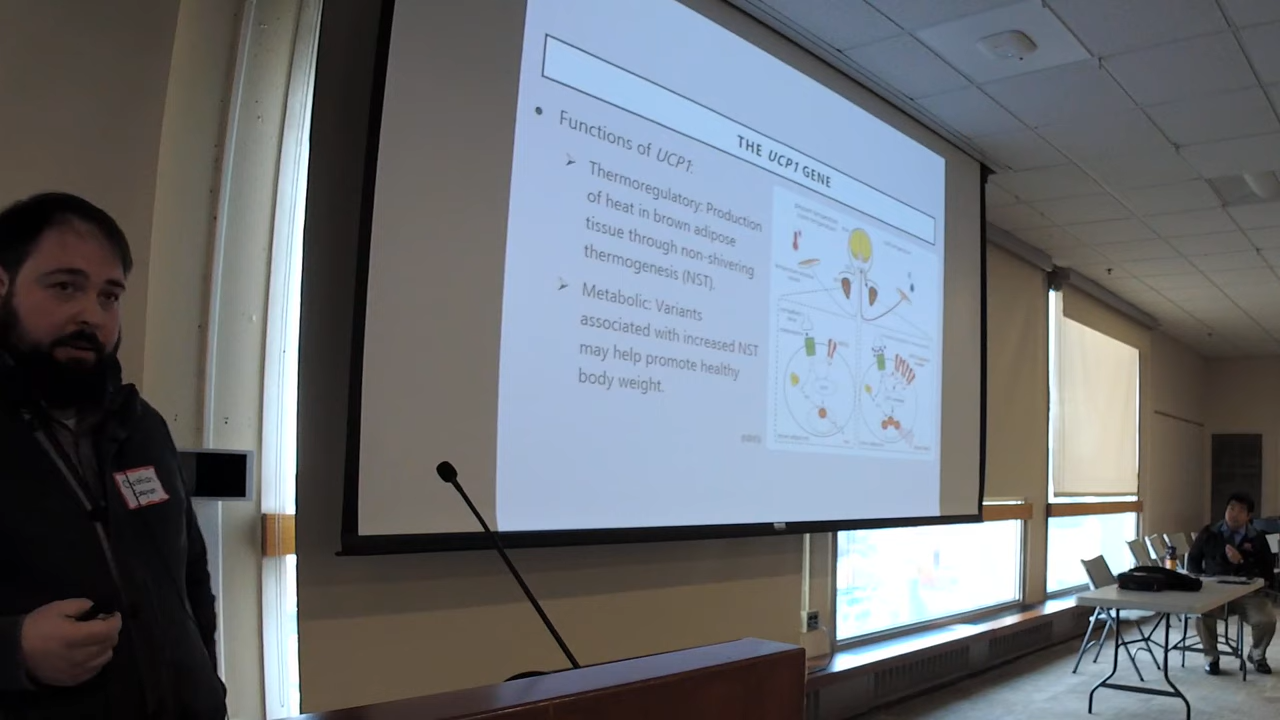 THE UCP1 GENE
Functions of UCP1:
Thermoregulatory: Production
of heat in brown adipose
tissue through non-shivering
thermogenesis (NST).
Metabolic: Variants
associated with increased NST
may help promote healthy
body weight.